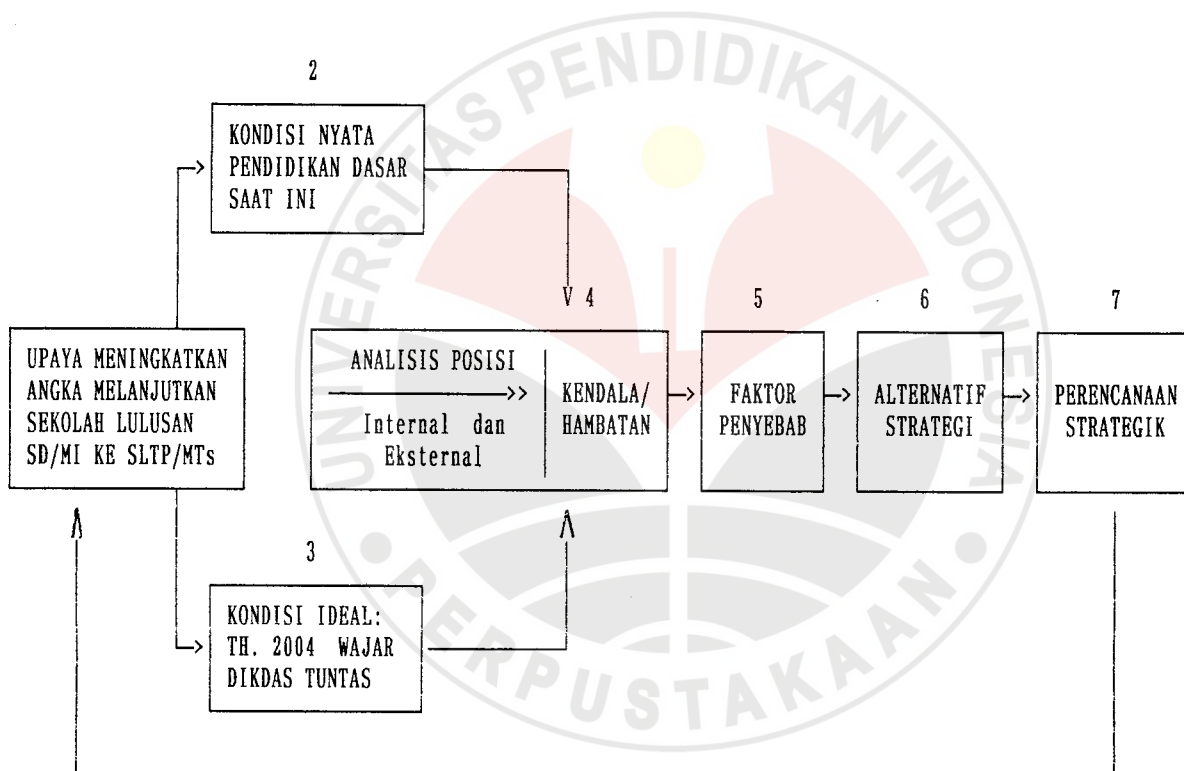 2
KONDISI NYATA
PENDIDIKAN DASAR
SAAT INI
UPAYA MENINGKATKAN
ANGKA MELANJUTKAN
SEKOLAH LULUSAN
SD/MI KE SLTP/MTs
4
ANALISIS POSISI
Internal dan
Eksternal
KENDALA/
HAMBATAN
5
FAKTOR
PENYEBAB
6
ALTERNATIF
STRATEGI
7
PERENCANAAN
STRATEGIK
3
KONDISI IDEAL:
TH. 2004 WAJAR
DIKDAS TUNTAS
UNIVERSITAS PENDIDIKAN INDONESIA
PERPUSTAKAAN